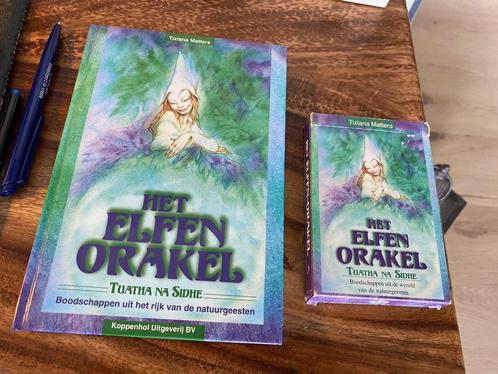 Tiziana Mattera
HET
ELFEN
ORAKEL
TUATHA NA SIDHE
Boodschappen uit het rijk van de natuurgeesten
Koppenhol Uitgeverij BV
Tiziana Mattera
HET
ELFEN
ORAKEL
TUATHA NA SIDHE
Boodschappen uit de wereld
van de natuurgeesten